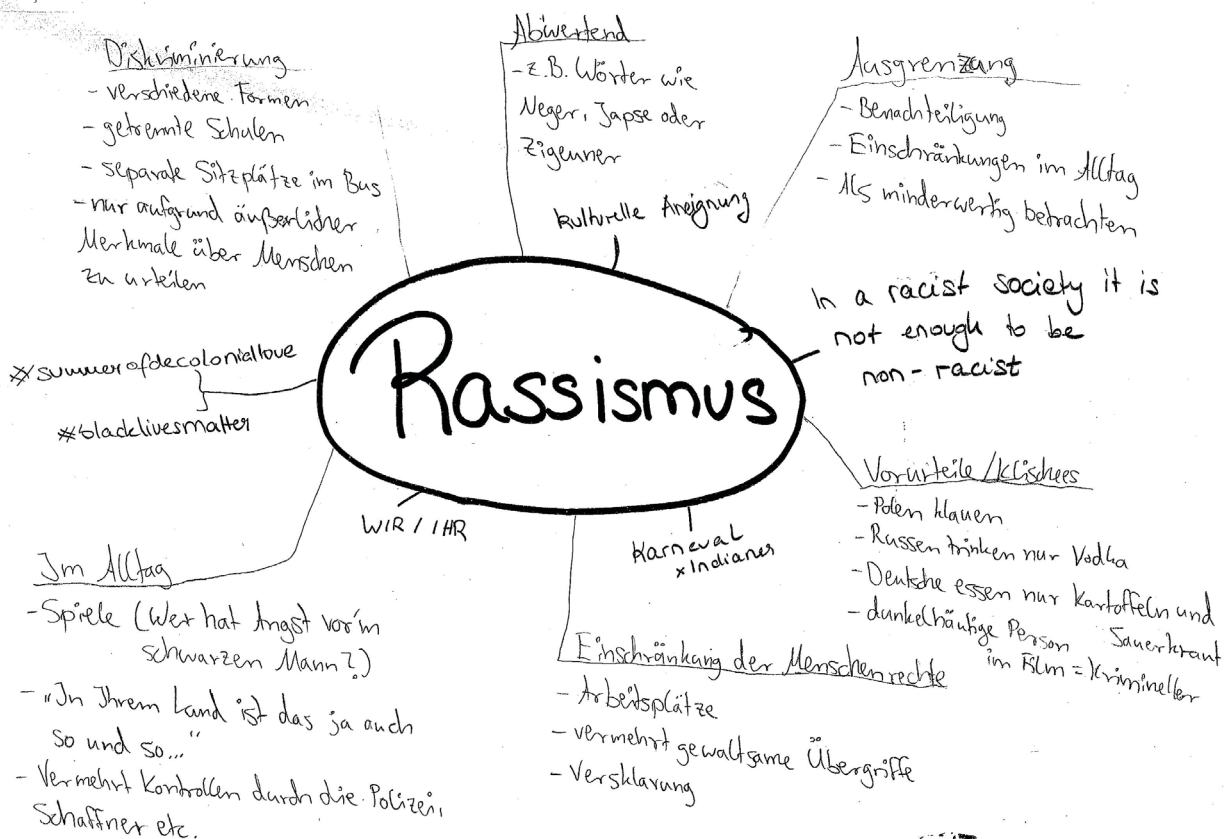 Diskriminierung
- verschiedene Formen
- getrennte Schulen
- separate Sitzplätze im Bus
- nur aufgrund äußerlicher
Merkmale über Menschen
zu urteilen
Abwertend
- z.B. Wörter wie
Neger, Japse oder
Zigeuner
kulturelle Aneignung
Ausgrenzung
- Benachteiligung
- Einschränkungen im Alltag
- Als minderwertig betrachten
In a racist society it is
not enough to be
non-racist
Rassismus
#summerofdecoloniallove
#blacklivesmatter
WIR / IHR
Karneval
x Indianer
Vorurteile / Klischees
- Polen klauen
- Russen trinken nur Vodka
- Deutsche essen nur Kartoffeln und
Sauerkraut
- dunkelhäutige Person
im Film = Krimineller
Im Alltag
- Spiele (Wer hat Angst vor'm
schwarzen Mann?)
- "In Ihrem Land ist das ja auch
so und so..."
- Vermehrt Kontrollen durch die Polizei,
Schaffner etc.
Einschränkung der Menschenrechte
- Arbeitsplätze
- vermehrt gewaltsame Übergriffe
- Versklavung